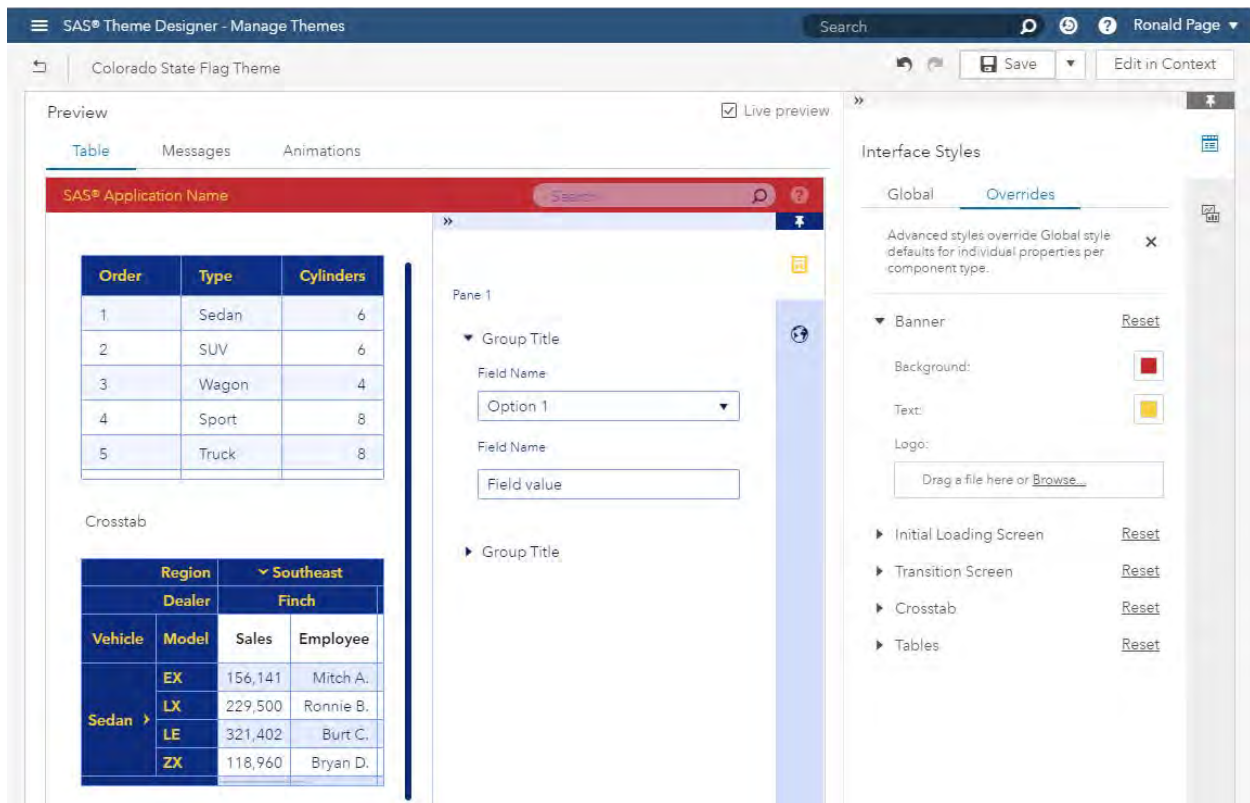 SAS® Theme Designer - Manage Themes
Search
Ronald Page
Colorado State Flag Theme
Save
Edit in Context
Preview
Live preview
Table Messages Animations
SAS® Application Name
Search
Order Type Cylinders
1 Sedan 6
2 SUV 6
3 Wagon 4
4 Sport 8
5 Truck 8
Crosstab
Region Southeast
Dealer Finch
Vehicle Model Sales Employee
Sedan
EX 156,141 Mitch A.
LX 229,500 Ronnie B.
LE 321,402 Burt C.
ZX 118,960 Bryan D.
Pane 1
Group Title
Field Name
Option 1
Field Name
Field value
Group Title
Interface Styles
Global Overrides
Advanced styles override Global style
defaults for individual properties per
component type.
Banner Reset
Background:
Text:
Logo:
Drag a file here or Browse...
Initial Loading Screen Reset
Transition Screen Reset
Crosstab Reset
Tables Reset